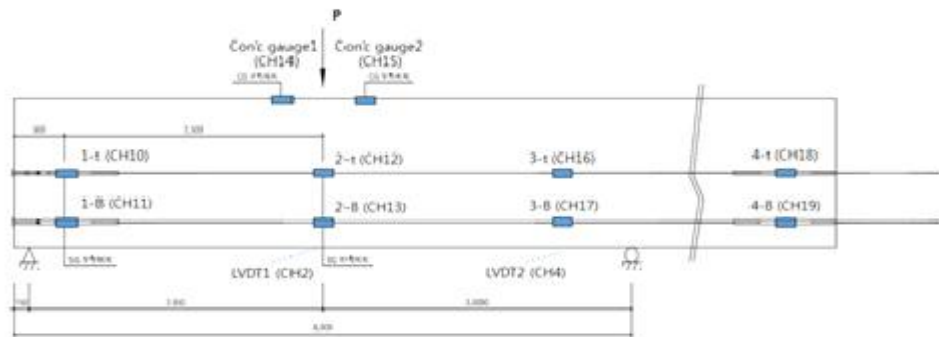 P
Con'c gauge1
(CH14)
Con'c gauge2
(CH15)
1-t (CH10)
2-t (CH12)
3-t (CH16)
4-t (CH18)
1-B (CH11)
2-B (CH13)
3-B (CH17)
4-B (CH19)
LVDT1 (CH2)
LVDT2 (CH4)